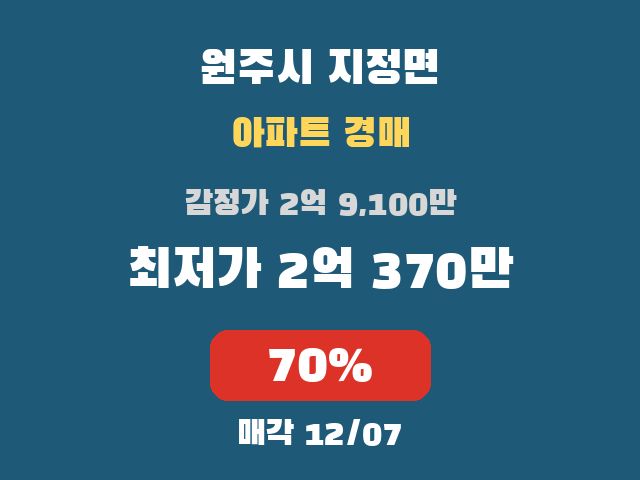 원주시 지정면
아파트 경매
감정가 2억 9,100만
최저가 2억 370만
70%
매각 12/07